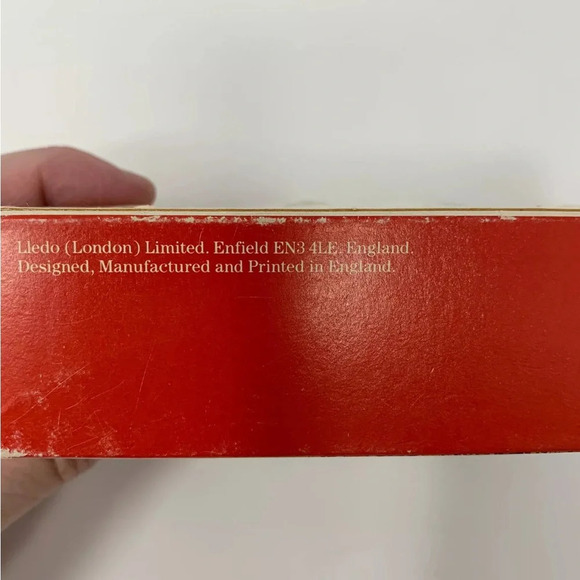 Lledo (London) Limited. Enfield EN3 4LE. England.
Designed, Manufactured and Printed in England.